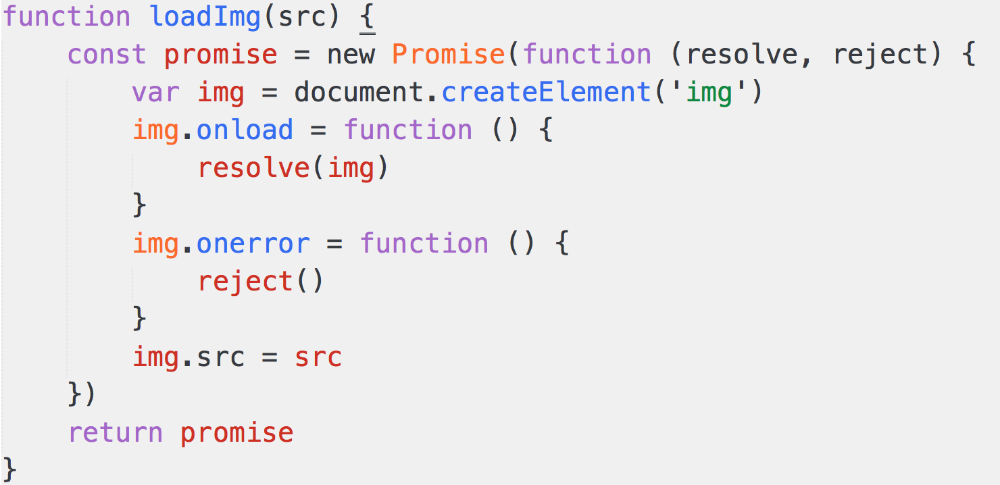 function loadImg(src) {
    const promise = new Promise(function (resolve, reject) {
        var img = document.createElement('img')
        img.onload = function () {
            resolve(img)
        }
        img.onerror = function () {
            reject()
        }
        img.src = src
    })
    return promise
}